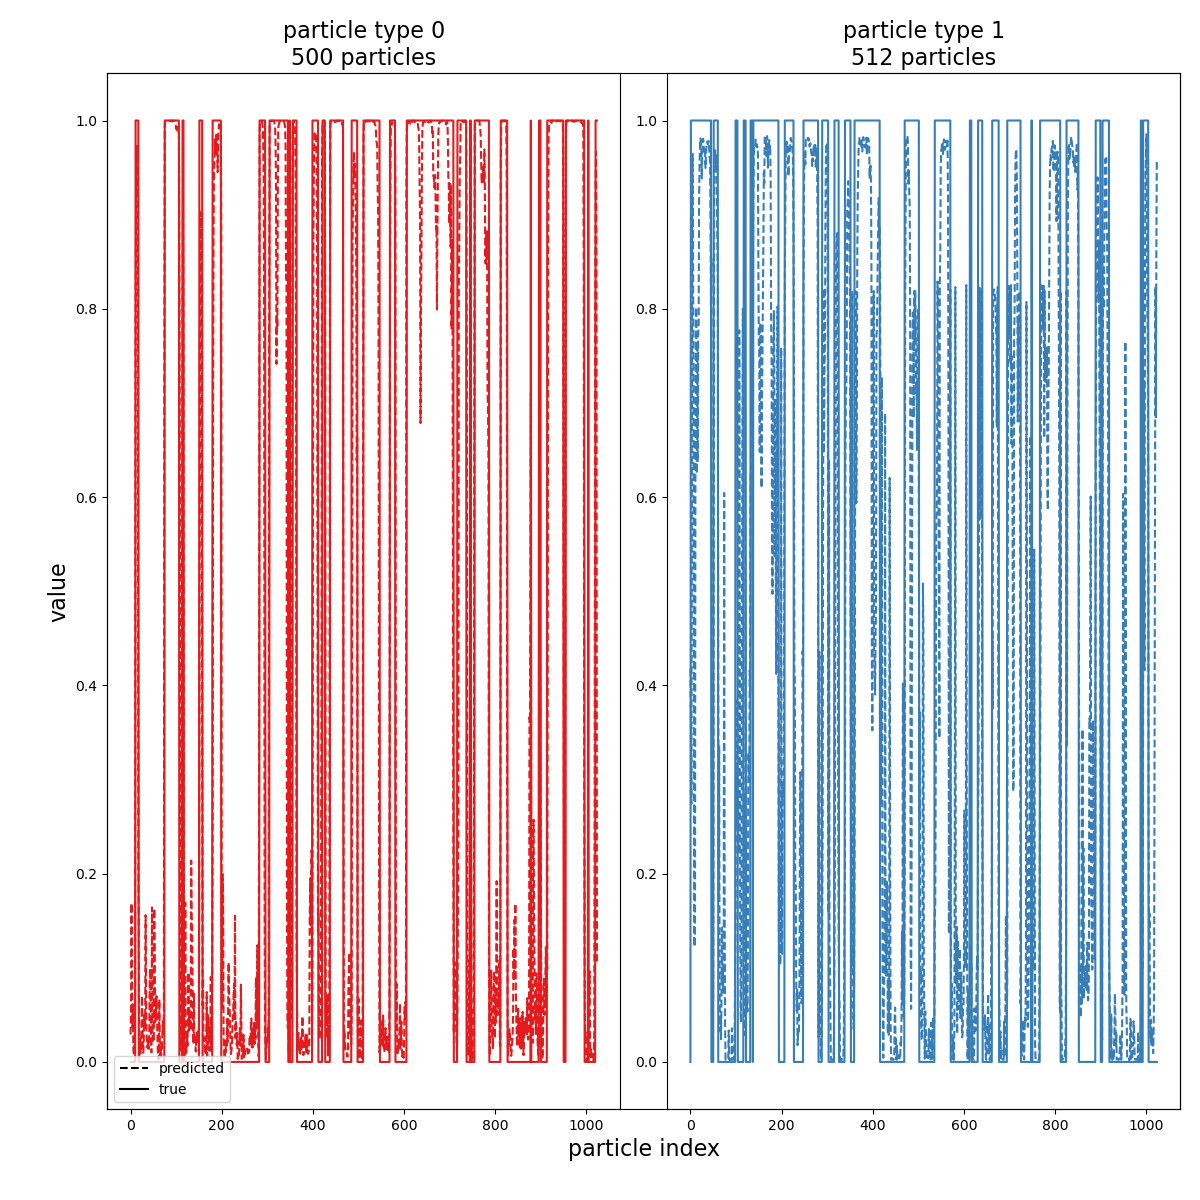 particle type 0
500 particles
particle type 1
512 particles
1.0
0.8
0.6
0.4
0.2
0.0
value
1.0
0.8
0.6
0.4
0.2
0.0
predicted
true
0 200 400 600 800 1000
0 200 400 600 800 1000
particle index